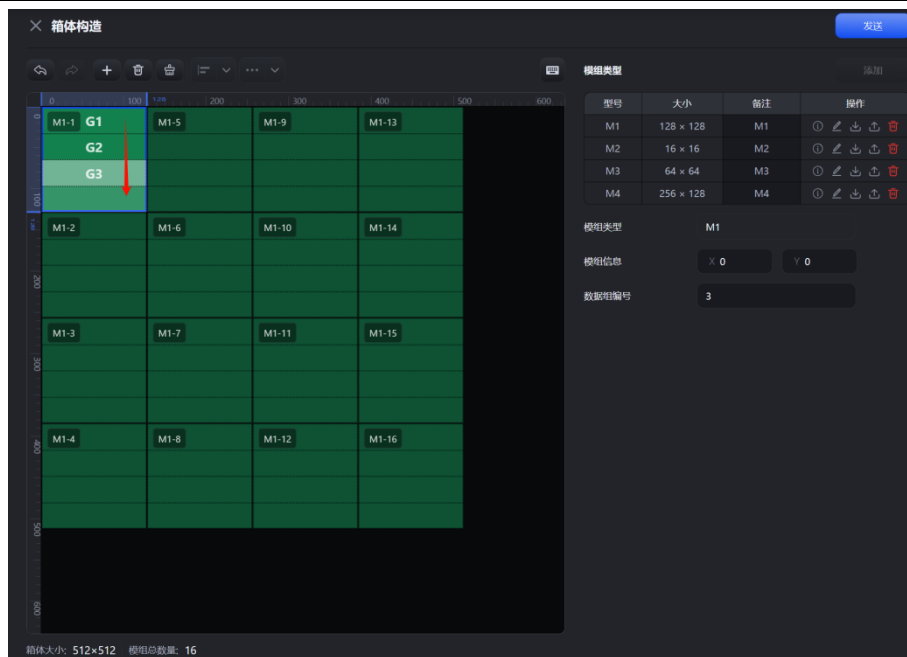 箱体构造
发送
模组类型
添加
0 100 128 200 300 400 500 600
型号 大小 备注 操作
M1 128 × 128 M1
M2 16 × 16 M2
M3 64 × 64 M3
M4 256 × 128 M4
0
100
128
200
300
400
500
600
M1-1 G1 M1-5 M1-9 M1-13
G2
G3
M1-2 M1-6 M1-10 M1-14
M1-3 M1-7 M1-11 M1-15
M1-4 M1-8 M1-12 M1-16
模组类型 M1
模组信息 X 0 Y 0
数据组编号 3
箱体大小: 512×512 模组总数量: 16